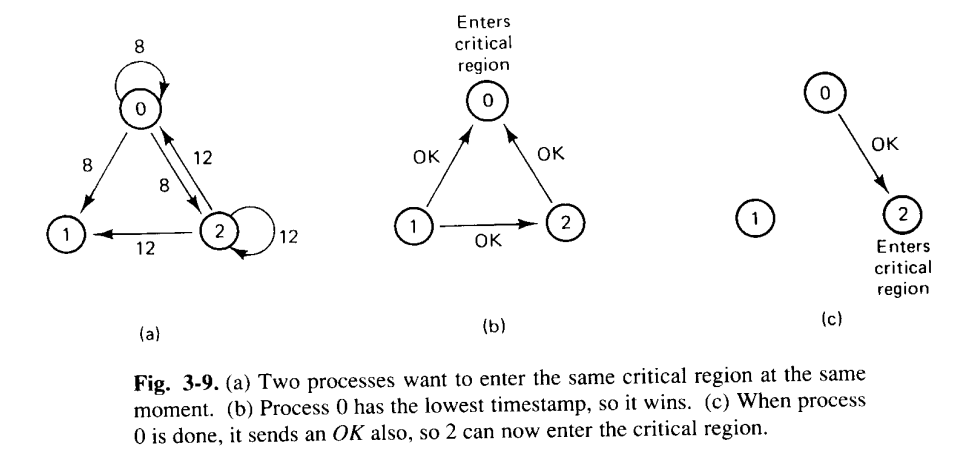 8
0
8
8
12
1
2
12
12
(a)
Enters
critical
region
0
OK
OK
1
2
OK
(b)
0
OK
1
2
Enters
critical
region
(c)
Fig. 3-9. (a) Two processes want to enter the same critical region at the same
moment. (b) Process 0 has the lowest timestamp, so it wins. (c) When process
0 is done, it sends an OK also, so 2 can now enter the critical region.